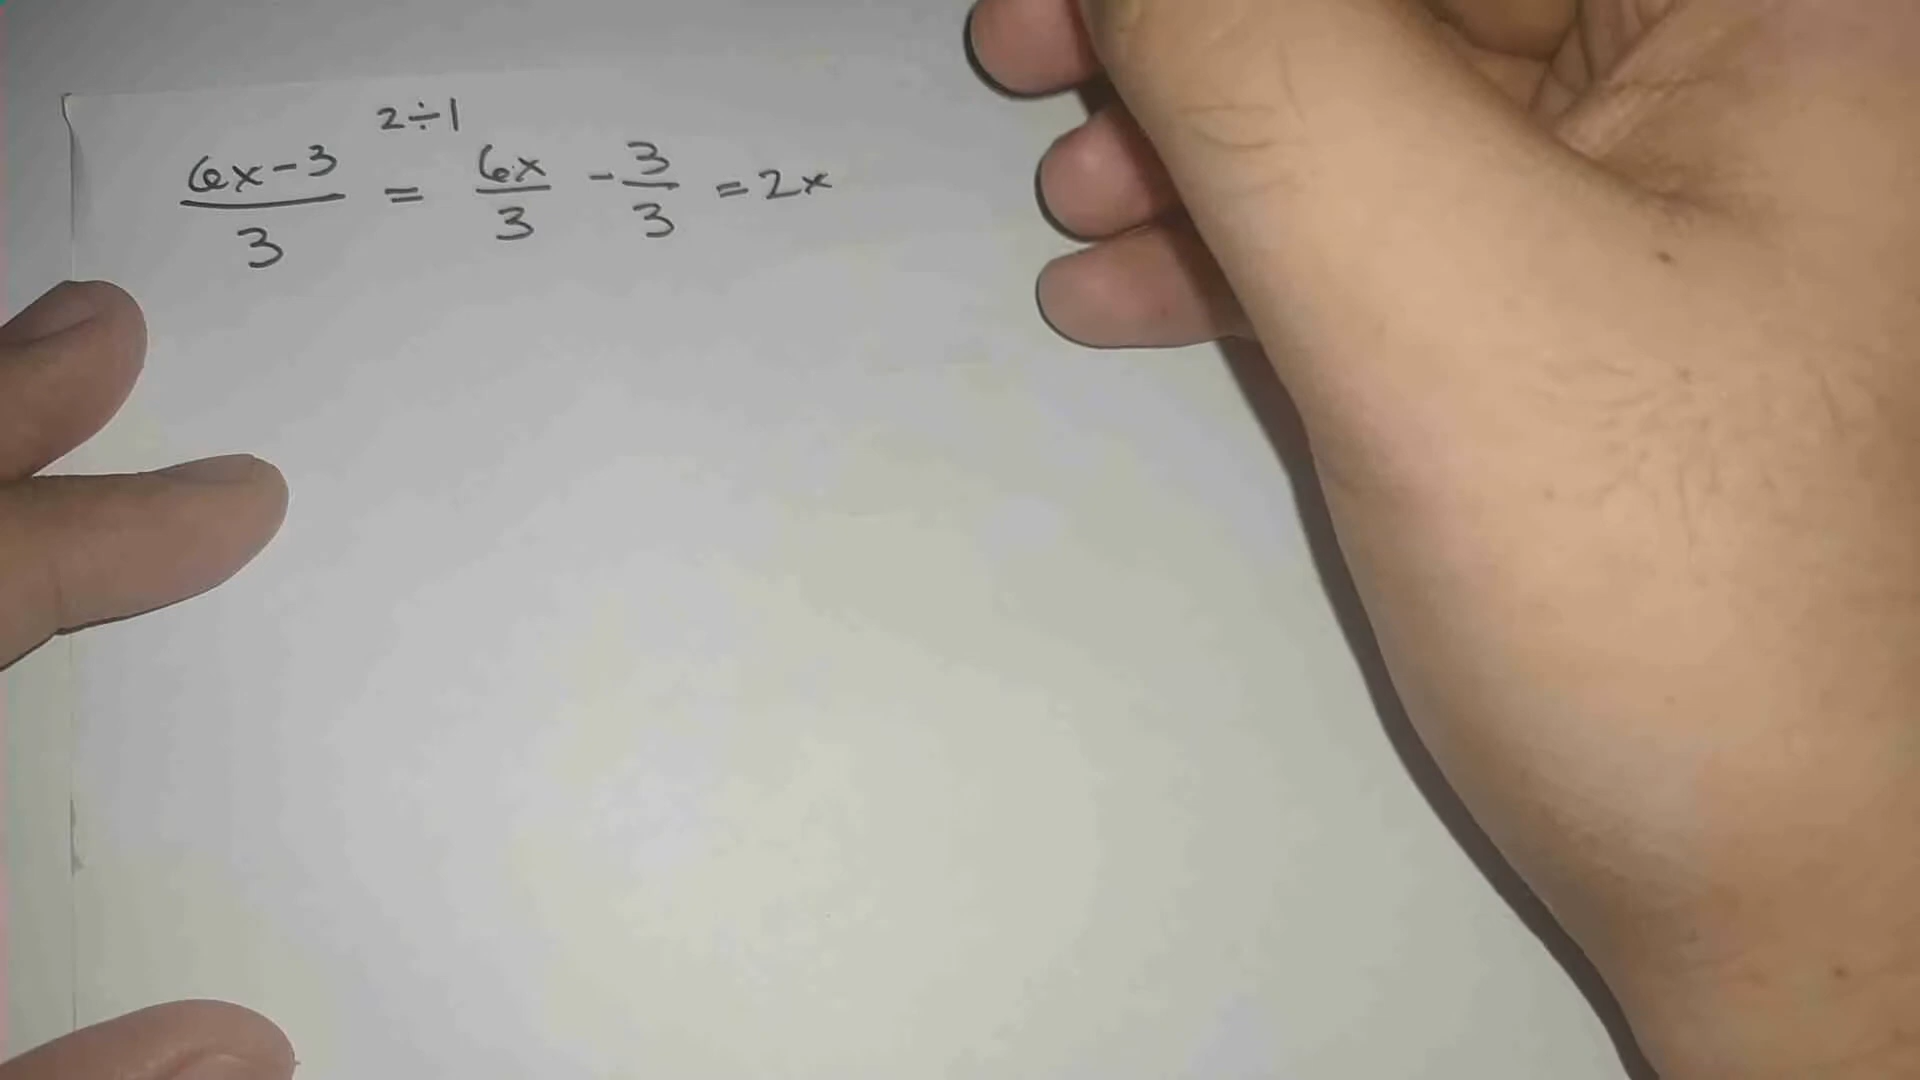 2÷1
(6x-3)/3 = 6x/3 - 3/3 = 2x